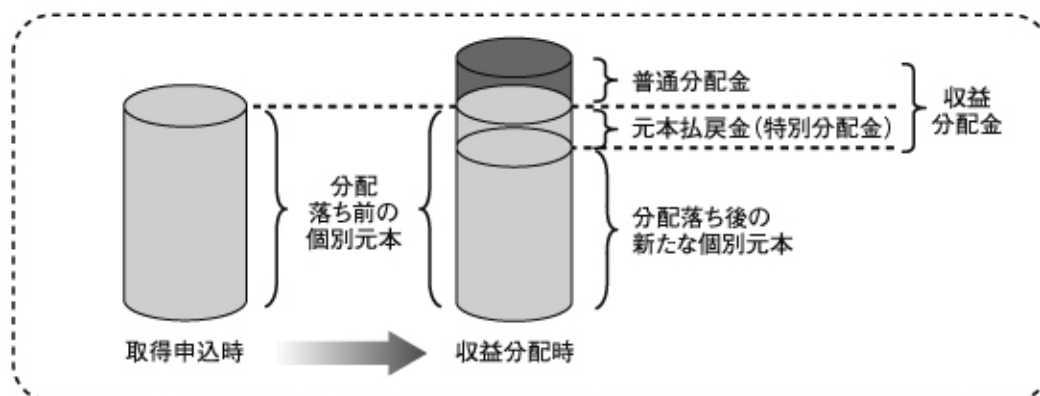 普通分配金
収益
分配金
元本払戻金(特別分配金)
分配
落ち前の
個別元本
分配落ち後の
新たな個別元本
取得申込時
収益分配時